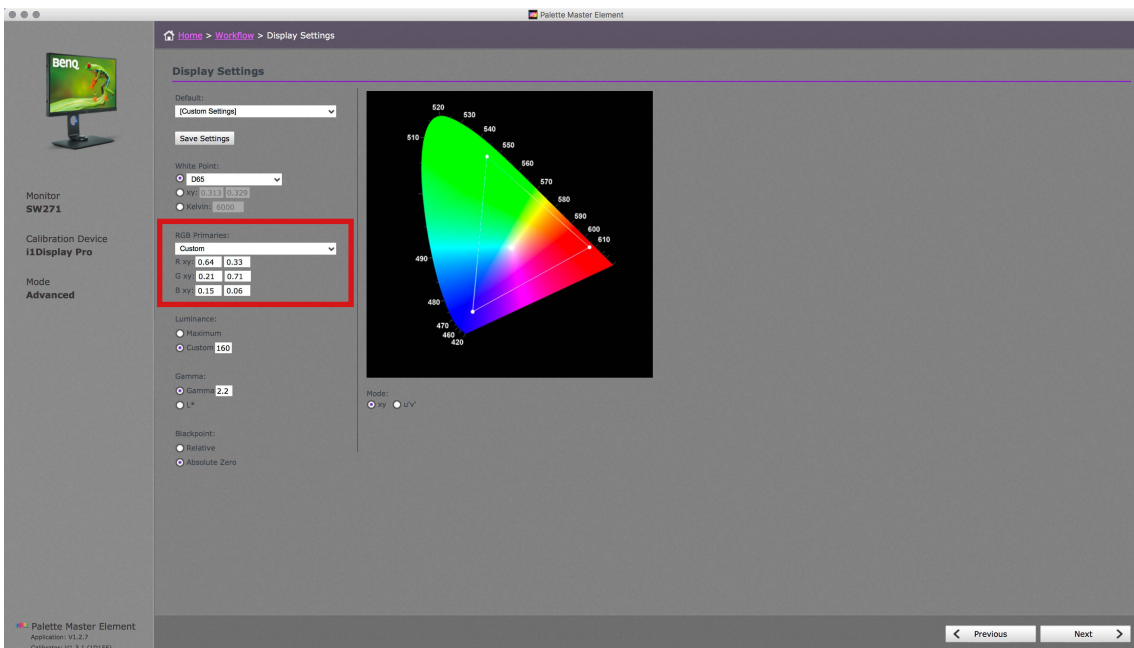 Palette Master Element
Home > Workflow > Display Settings
BenQ
Display Settings
Default:
[Custom Settings]
Save Settings
White Point:
D65
xy: 0.313 0.329
Kelvin: 6000
Monitor
SW271
Calibration Device
i1Display Pro
Mode
Advanced
RGB Primaries:
Custom
R xy: 0.64 0.33
G xy: 0.21 0.71
B xy: 0.15 0.06
Luminance:
Maximum
Custom 160
Gamma:
Gamma 2.2
L*
Blackpoint:
Relative
Absolute Zero
520
530
540
510
550
560
570
580
590
600
610
490
480
470
460
420
Mode:
xy u'v'
Palette Master Element
Application: V1.2.7
Previous
Next